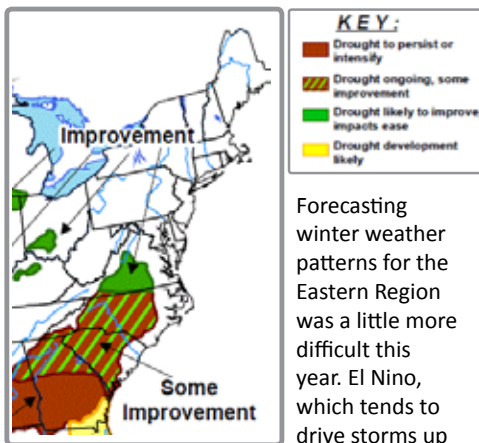 Improvement
Some
Improvement
K E Y :
Drought to persist or
intensify
Drought ongoing, some
improvement
Drought likely to improve,
impacts ease
Drought development
likely
Forecasting
winter weather
patterns for the
Eastern Region
was a little more
difficult this
year. El Nino,
which tends to
drive storms up